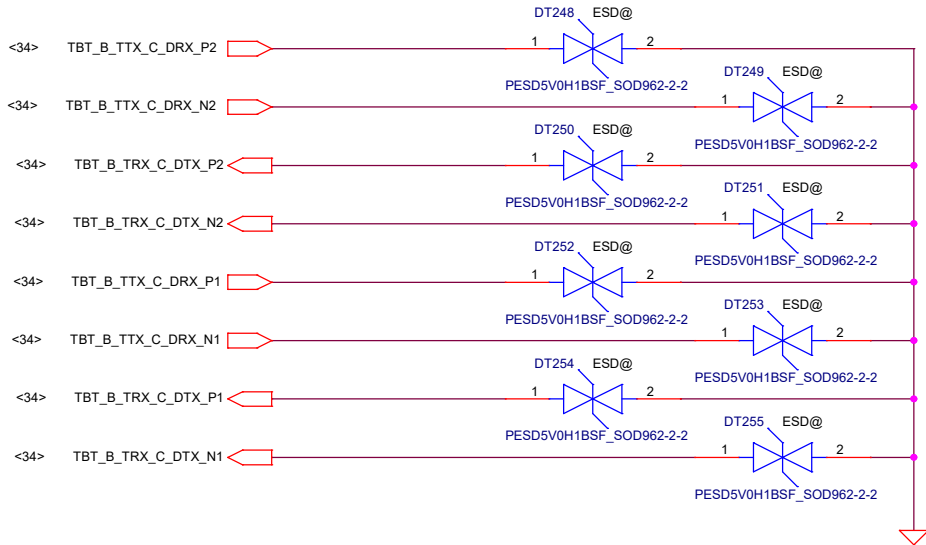 DT248 ESD@
<34> TBT_B_TTX_C_DRX_P2 1 2
PESD5V0H1BSF_SOD962-2-2
DT249 ESD@
<34> TBT_B_TTX_C_DRX_N2 1 2
PESD5V0H1BSF_SOD962-2-2
DT250 ESD@
<34> TBT_B_TRX_C_DTX_P2 1 2
PESD5V0H1BSF_SOD962-2-2
DT251 ESD@
<34> TBT_B_TRX_C_DTX_N2 1 2
PESD5V0H1BSF_SOD962-2-2
DT252 ESD@
<34> TBT_B_TTX_C_DRX_P1 1 2
PESD5V0H1BSF_SOD962-2-2
DT253 ESD@
<34> TBT_B_TTX_C_DRX_N1 1 2
PESD5V0H1BSF_SOD962-2-2
DT254 ESD@
<34> TBT_B_TRX_C_DTX_P1 1 2
PESD5V0H1BSF_SOD962-2-2
DT255 ESD@
<34> TBT_B_TRX_C_DTX_N1 1 2
PESD5V0H1BSF_SOD962-2-2